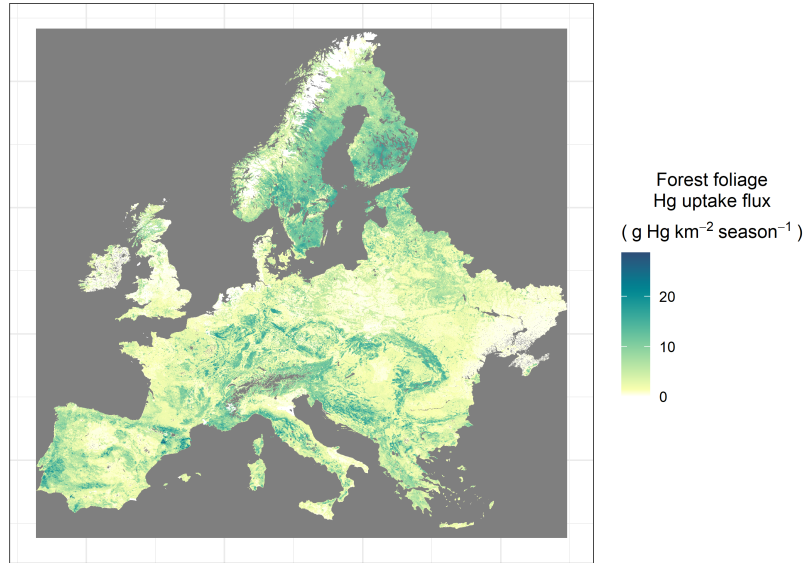 Forest foliage
Hg uptake flux
( g Hg km⁻² season⁻¹ )
20
10
0